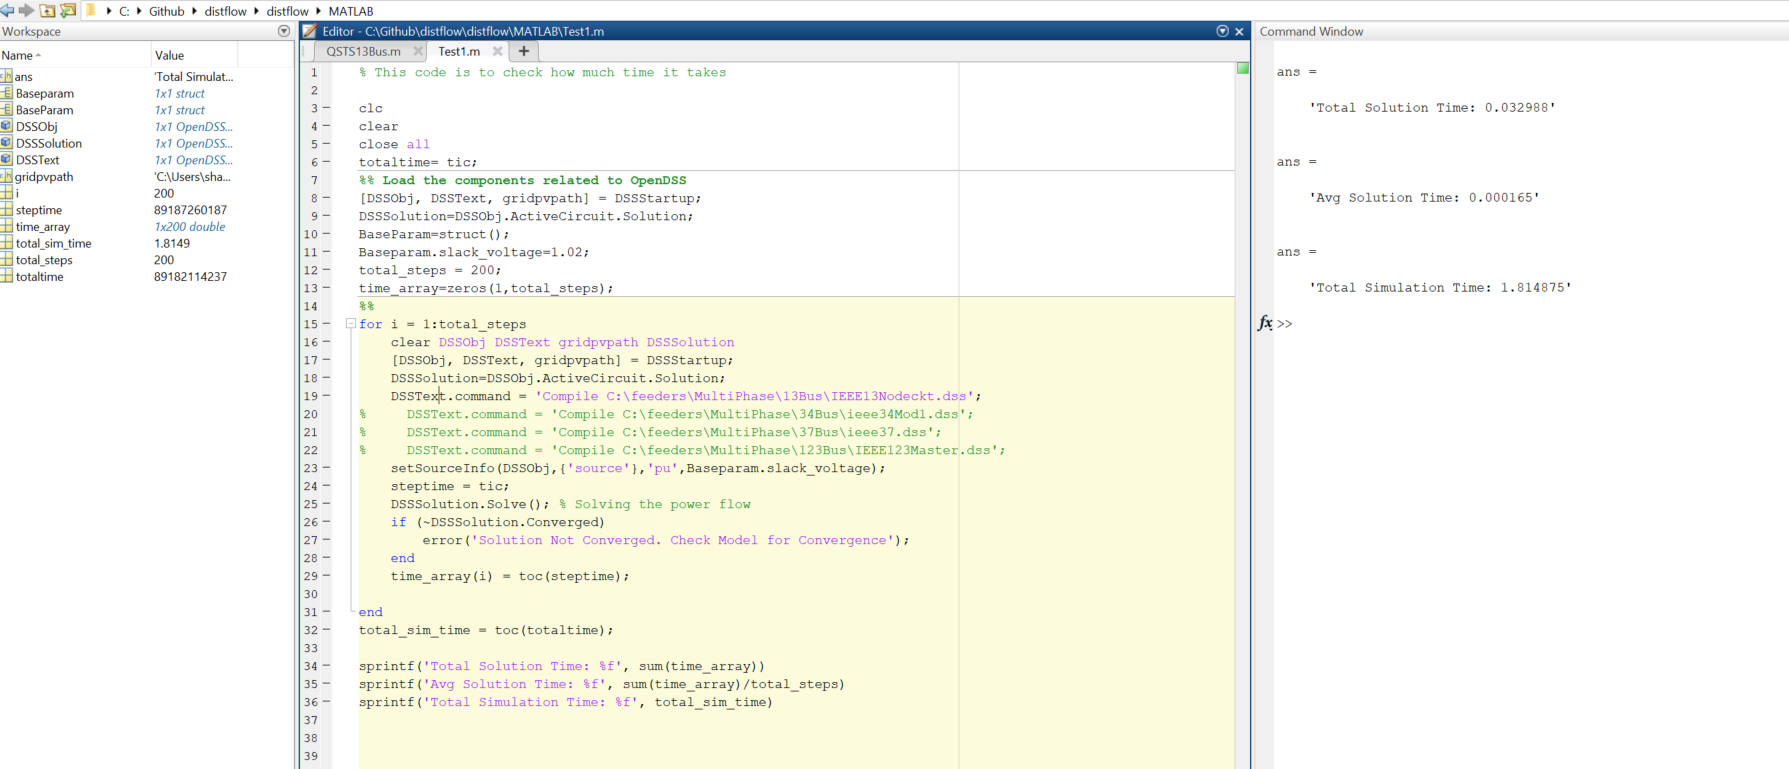 C: Github distflow distflow MATLAB
Workspace
Name Value
ans 'Total Simulat...
Baseparam 1x1 struct
BaseParam 1x1 struct
DSSObj 1x1 OpenDSS...
DSSSolution 1x1 OpenDSS...
DSSText 1x1 OpenDSS...
gridpvpath 'C:\Users\sha...
i 200
steptime 89187260187
time_array 1x200 double
total_sim_time 1.8149
total_steps 200
totaltime 89182114237
Editor - C:\Github\distflow\distflow\MATLAB\Test1.m
QSTS13Bus.m Test1.m +
1 % This code is to check how much time it takes
2
3 clc
4 clear
5 close all
6 totaltime= tic;
7 %% Load the components related to OpenDSS
8 [DSSObj, DSSText, gridpvpath] = DSSStartup;
9 DSSSolution=DSSObj.ActiveCircuit.Solution;
10 BaseParam=struct();
11 Baseparam.slack_voltage=1.02;
12 total_steps = 200;
13 time_array=zeros(1,total_steps);
14 %%
15 for i = 1:total_steps
16 clear DSSObj DSSText gridpvpath DSSSolution
17 [DSSObj, DSSText, gridpvpath] = DSSStartup;
18 DSSSolution=DSSObj.ActiveCircuit.Solution;
19 DSSText.command = 'Compile C:\feeders\MultiPhase\13Bus\IEEE13Nodeckt.dss';
20 % DSSText.command = 'Compile C:\feeders\MultiPhase\34Bus\ieee34Mod1.dss';
21 % DSSText.command = 'Compile C:\feeders\MultiPhase\37Bus\ieee37.dss';
22 % DSSText.command = 'Compile C:\feeders\MultiPhase\123Bus\IEEE123Master.dss';
23 setSourceInfo(DSSObj,{'source'},'pu',Baseparam.slack_voltage);
24 steptime = tic;
25 DSSSolution.Solve(); % Solving the power flow
26 if (~DSSSolution.Converged)
27 error('Solution Not Converged. Check Model for Convergence');
28 end
29 time_array(i) = toc(steptime);
30
31 end
32 total_sim_time = toc(totaltime);
33
34 sprintf('Total Solution Time: %f', sum(time_array))
35 sprintf('Avg Solution Time: %f', sum(time_array)/total_steps)
36 sprintf('Total Simulation Time: %f', total_sim_time)
37
38
39
Command Window
ans =
'Total Solution Time: 0.032988'
ans =
'Avg Solution Time: 0.000165'
ans =
'Total Simulation Time: 1.814875'
fx >>